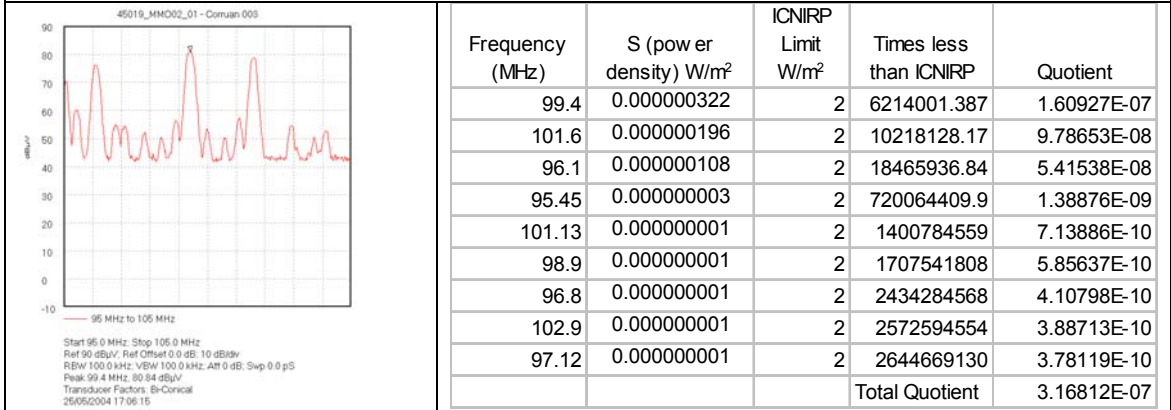 45019_MMO02_01 - Corruan 003
90
80
70
60
50
40
30
20
10
0
-10
dBµV
95 MHz to 105 MHz
Start 95.0 MHz; Stop 105.0 MHz
Ref 90 dBµV; Ref Offset 0.0 dB; 10 dB/div
RBW 100.0 kHz; VBW 100.0 kHz; Att 0 dB; Swp 0.0 pS
Peak 99.4 MHz, 80.84 dBµV
Transducer Factors: Bi-Conical
25/05/2004 17:06:15
Frequency (MHz) S (pow er density) W/m² ICNIRP Limit W/m² Times less than ICNIRP Quotient
99.4 0.000000322 2 6214001.387 1.60927E-07
101.6 0.000000196 2 10218128.17 9.78653E-08
96.1 0.000000108 2 18465936.84 5.41538E-08
95.45 0.000000003 2 720064409.9 1.38876E-09
101.13 0.000000001 2 1400784559 7.13886E-10
98.9 0.000000001 2 1707541808 5.85637E-10
96.8 0.000000001 2 2434284568 4.10798E-10
102.9 0.000000001 2 2572594554 3.88713E-10
97.12 0.000000001 2 2644669130 3.78119E-10
Total Quotient 3.16812E-07